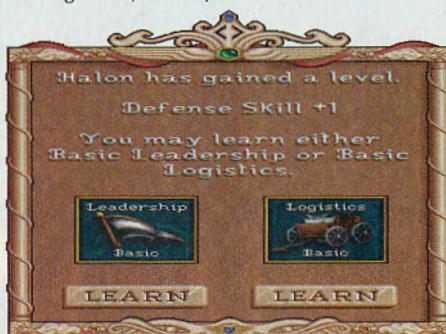 Halon has gained a level.
Defense Skill +1
You may learn either
Basic Leadership or Basic
Logistics.
Leadership Logistics
Basic Basic
LEARN LEARN